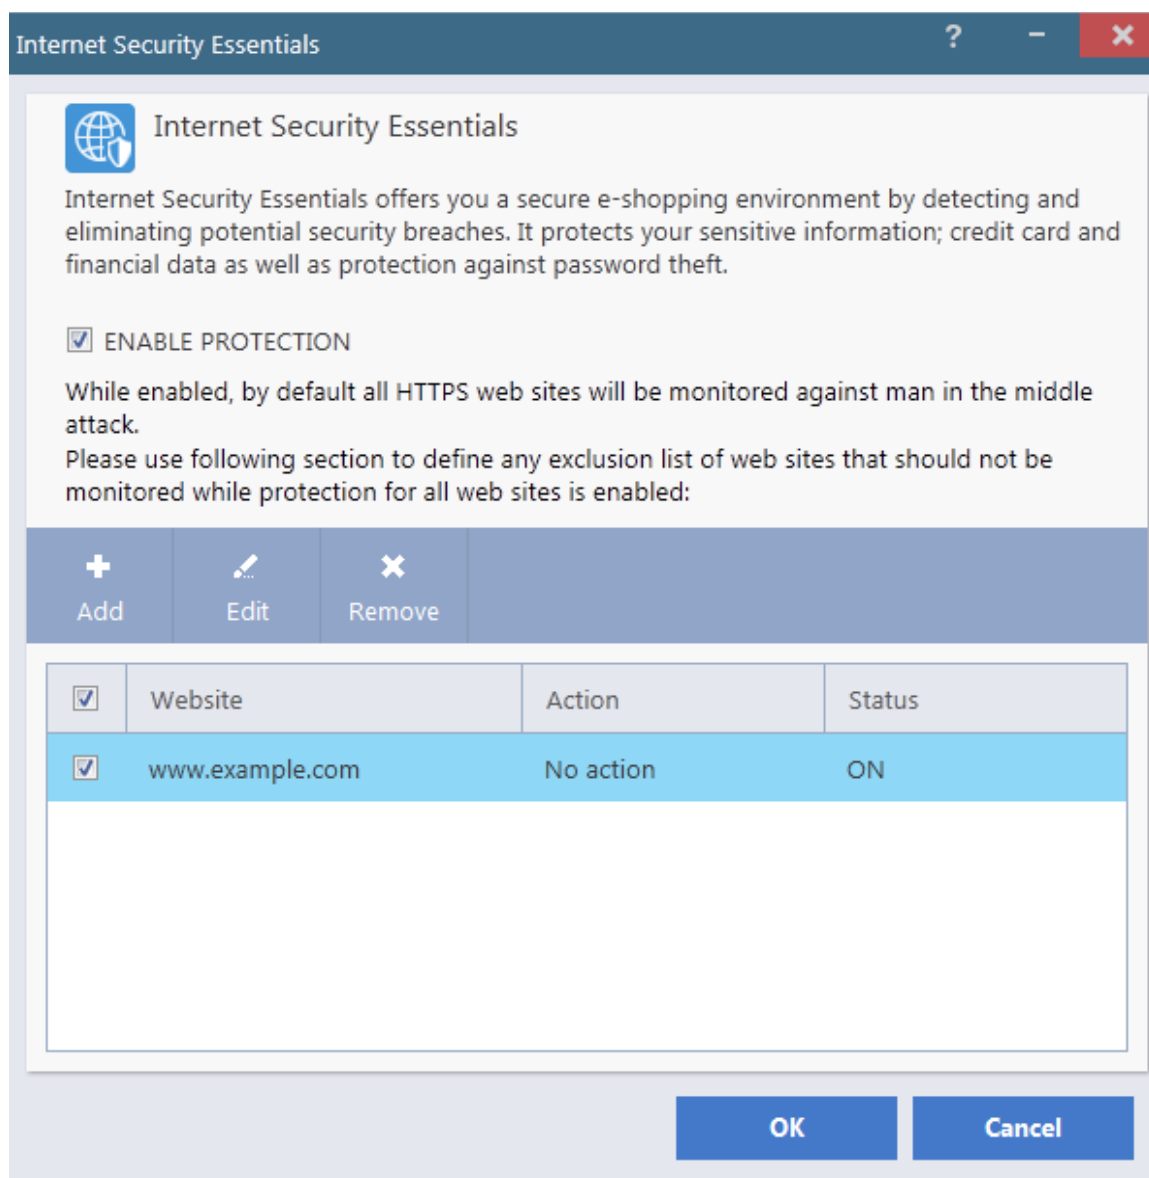 Internet Security Essentials
?
Internet Security Essentials
Internet Security Essentials offers you a secure e-shopping environment by detecting and
eliminating potential security breaches. It protects your sensitive information; credit card and
financial data as well as protection against password theft.
ENABLE PROTECTION
While enabled, by default all HTTPS web sites will be monitored against man in the middle
attack.
Please use following section to define any exclusion list of web sites that should not be
monitored while protection for all web sites is enabled:
Add Edit Remove
Website Action Status
www.example.com No action ON
OK Cancel